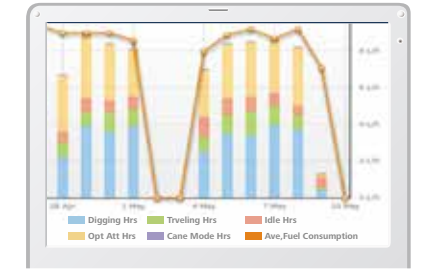 28 Apr 1 May 4 May 7 May 10 May
Digging Hrs Trveling Hrs Idle Hrs
Opt Att Hrs Cane Mode Hrs Ave,Fuel Consumption